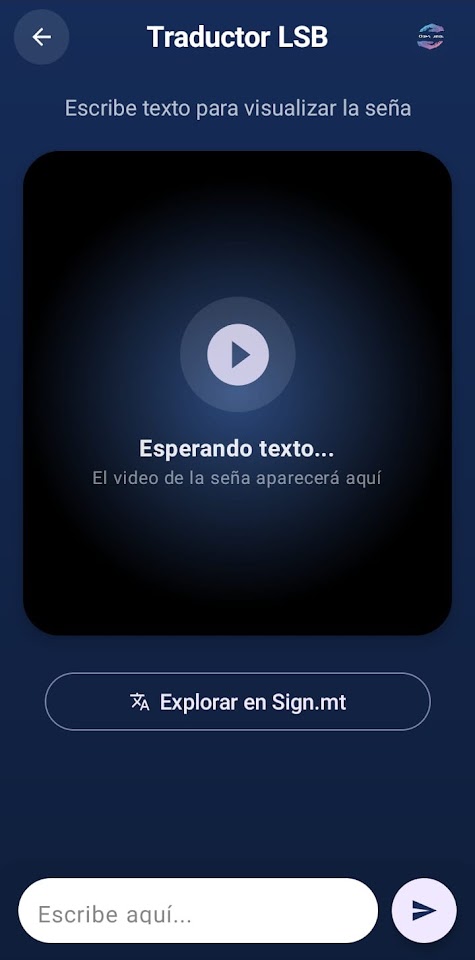 Traductor LSB
Escribe texto para visualizar la seña
Esperando texto...
El video de la seña aparecerá aquí
Explorar en Sign.mt
Escribe aquí...